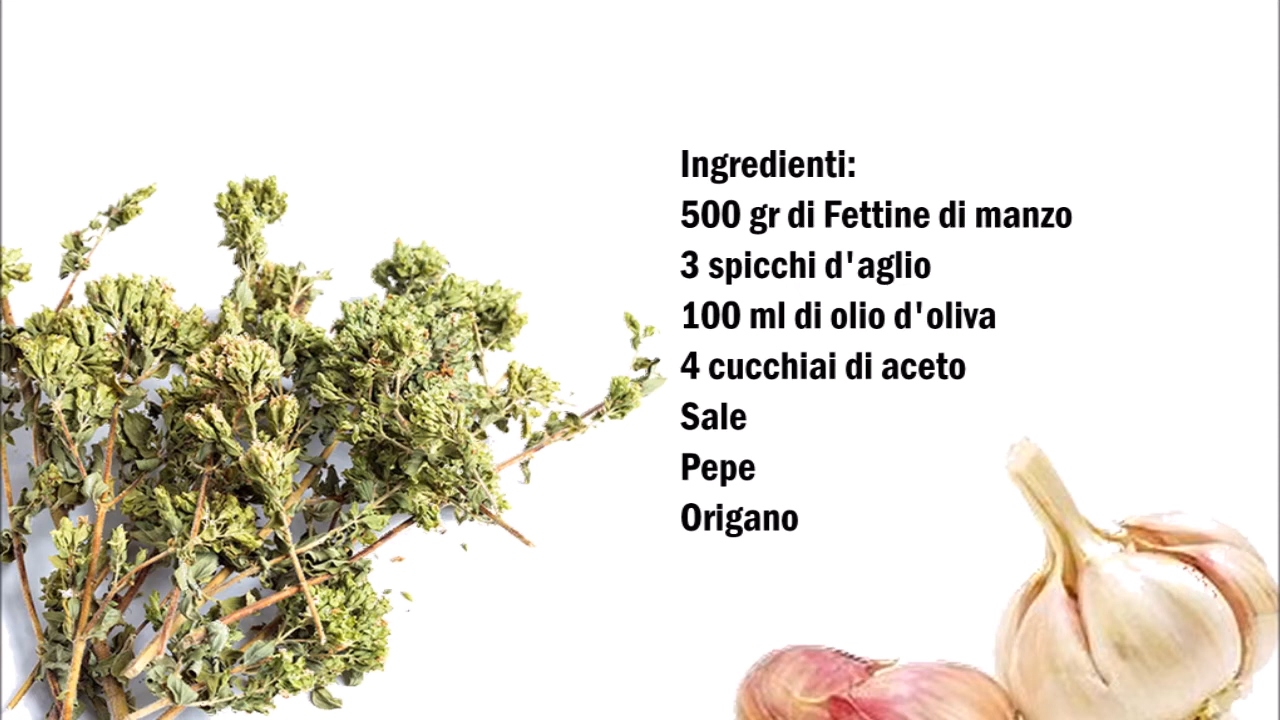 Ingredienti:
500 gr di Fettine di manzo
3 spicchi d'aglio
100 ml di olio d'oliva
4 cucchiai di aceto
Sale
Pepe
Origano